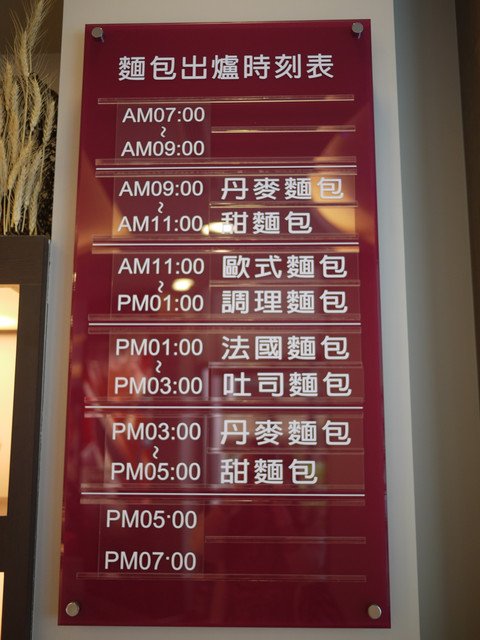 麵包出爐時刻表
AM07:00
~
AM09:00
AM09:00 丹麥麵包
~
AM11:00 甜麵包
AM11:00 歐式麵包
~
PM01:00 調理麵包
PM01:00 法國麵包
~
PM03:00 吐司麵包
PM03:00 丹麥麵包
~
PM05:00 甜麵包
PM05:00
PM07:00